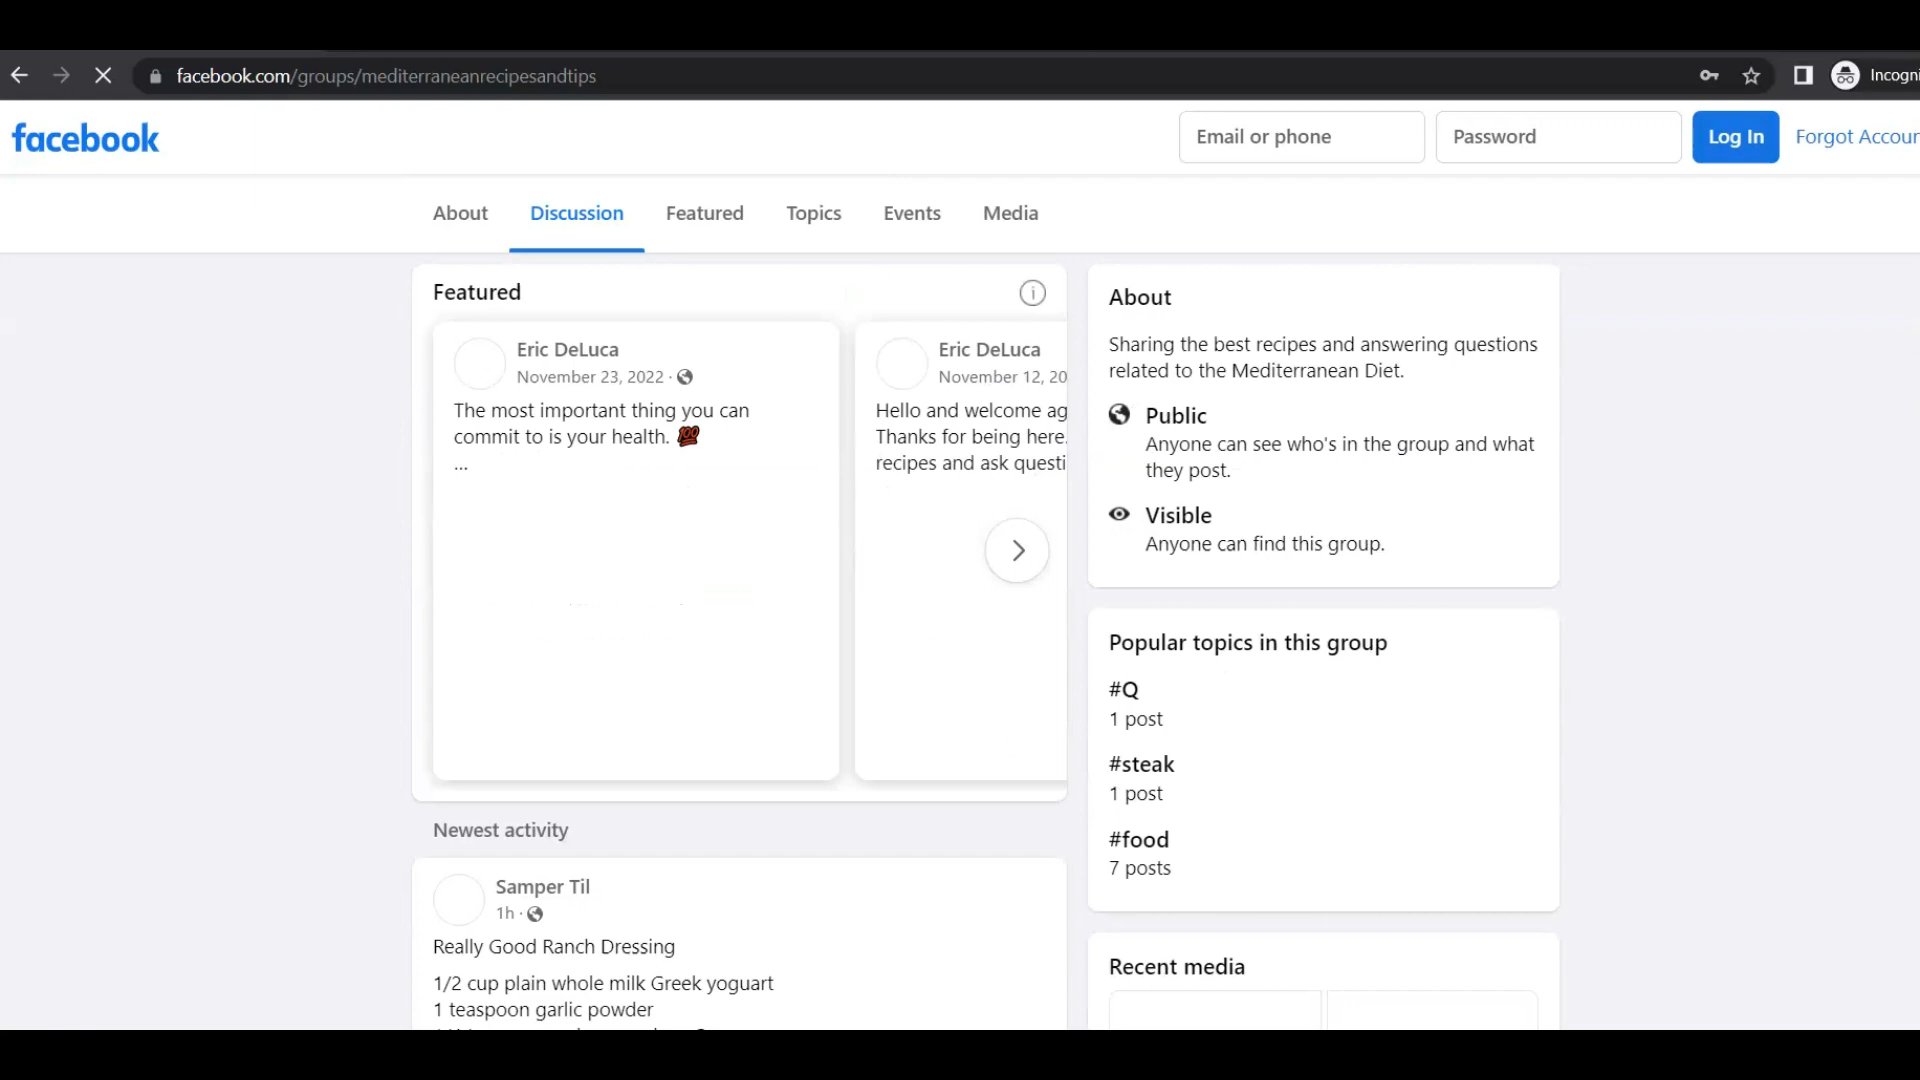 facebook.com/groups/mediterraneanrecipesandtips
Incogni
facebook
Email or phone
Password
Log In
Forgot Accour
About
Discussion
Featured
Topics
Events
Media
Featured
Eric DeLuca
November 23, 2022 ·
The most important thing you can
commit to is your health. 💯
...
Eric DeLuca
November 12, 20
Hello and welcome ag
Thanks for being here.
recipes and ask questi
Newest activity
Samper Til
1h ·
Really Good Ranch Dressing
1/2 cup plain whole milk Greek yoguart
1 teaspoon garlic powder
About
Sharing the best recipes and answering questions
related to the Mediterranean Diet.
Public
Anyone can see who's in the group and what
they post.
Visible
Anyone can find this group.
Popular topics in this group
#Q
1 post
#steak
1 post
#food
7 posts
Recent media